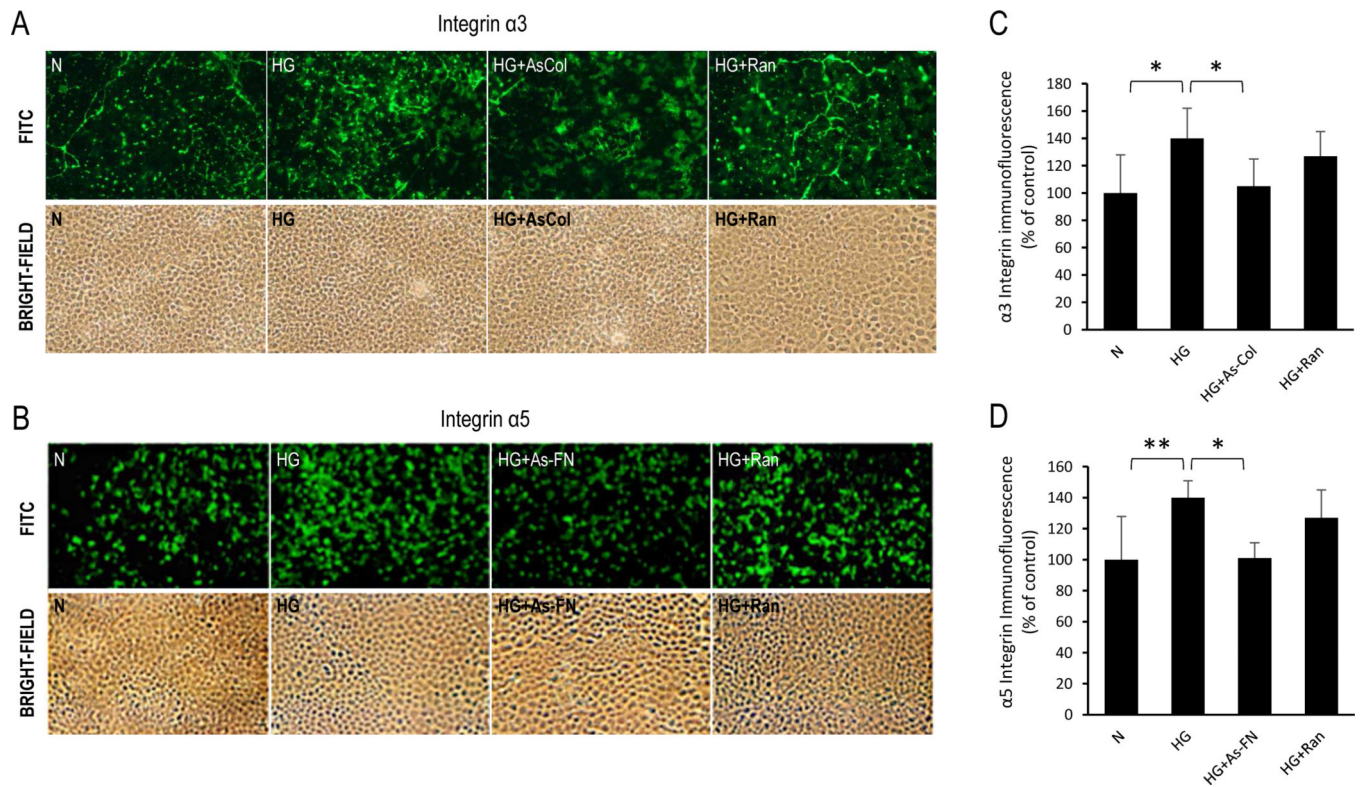 A
Integrin α3
FITC
N
HG
HG+AsCol
HG+Ran
BRIGHT-FIELD
N
HG
HG+AsCol
HG+Ran
B
Integrin α5
FITC
N
HG
HG+As-FN
HG+Ran
BRIGHT-FIELD
N
HG
HG+As-FN
HG+Ran
C
* *
α3 Integrin immunofluorescence
(% of control)
180
160
140
120
100
80
60
40
20
0
N
HG
HG+As-Col
HG+Ran
D
** *
α5 Integrin Immunofluorescence
(% of control)
160
140
120
100
80
60
40
20
0
N
HG
HG+As-FN
HG+Ran